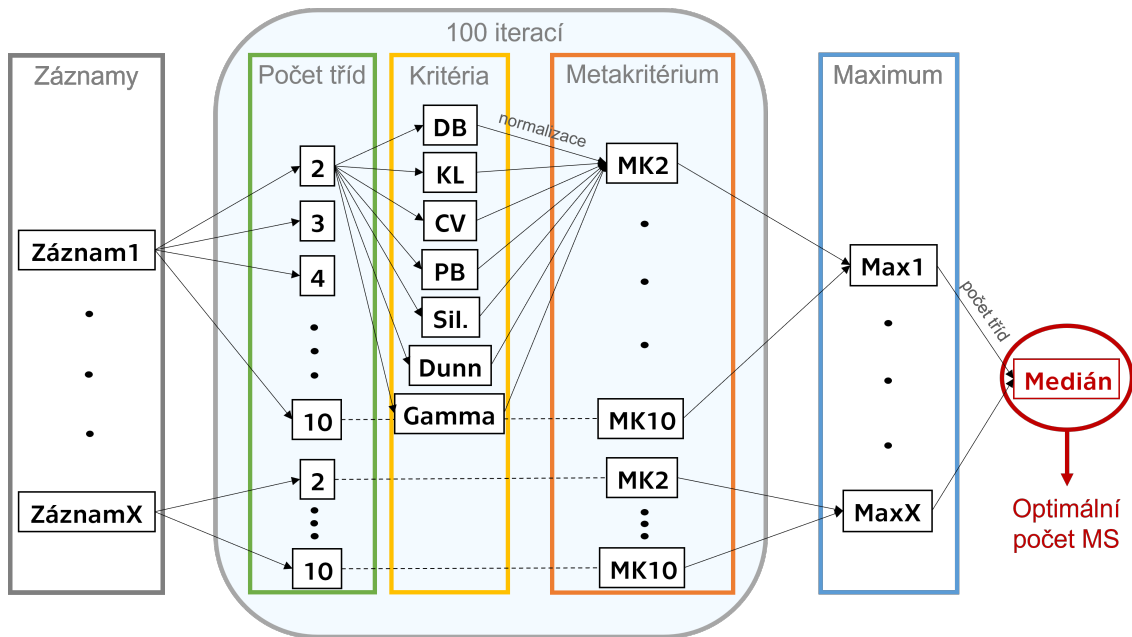 100 iterací
Záznamy
Počet tříd
Kritéria
Metakritérium
Maximum
Záznam1
ZáznamX
2
3
4
10
2
10
DB
KL
CV
PB
Sil.
Dunn
Gamma
normalizace
MK2
MK10
MK2
MK10
Max1
MaxX
počet tříd
Medián
Optimální
počet MS